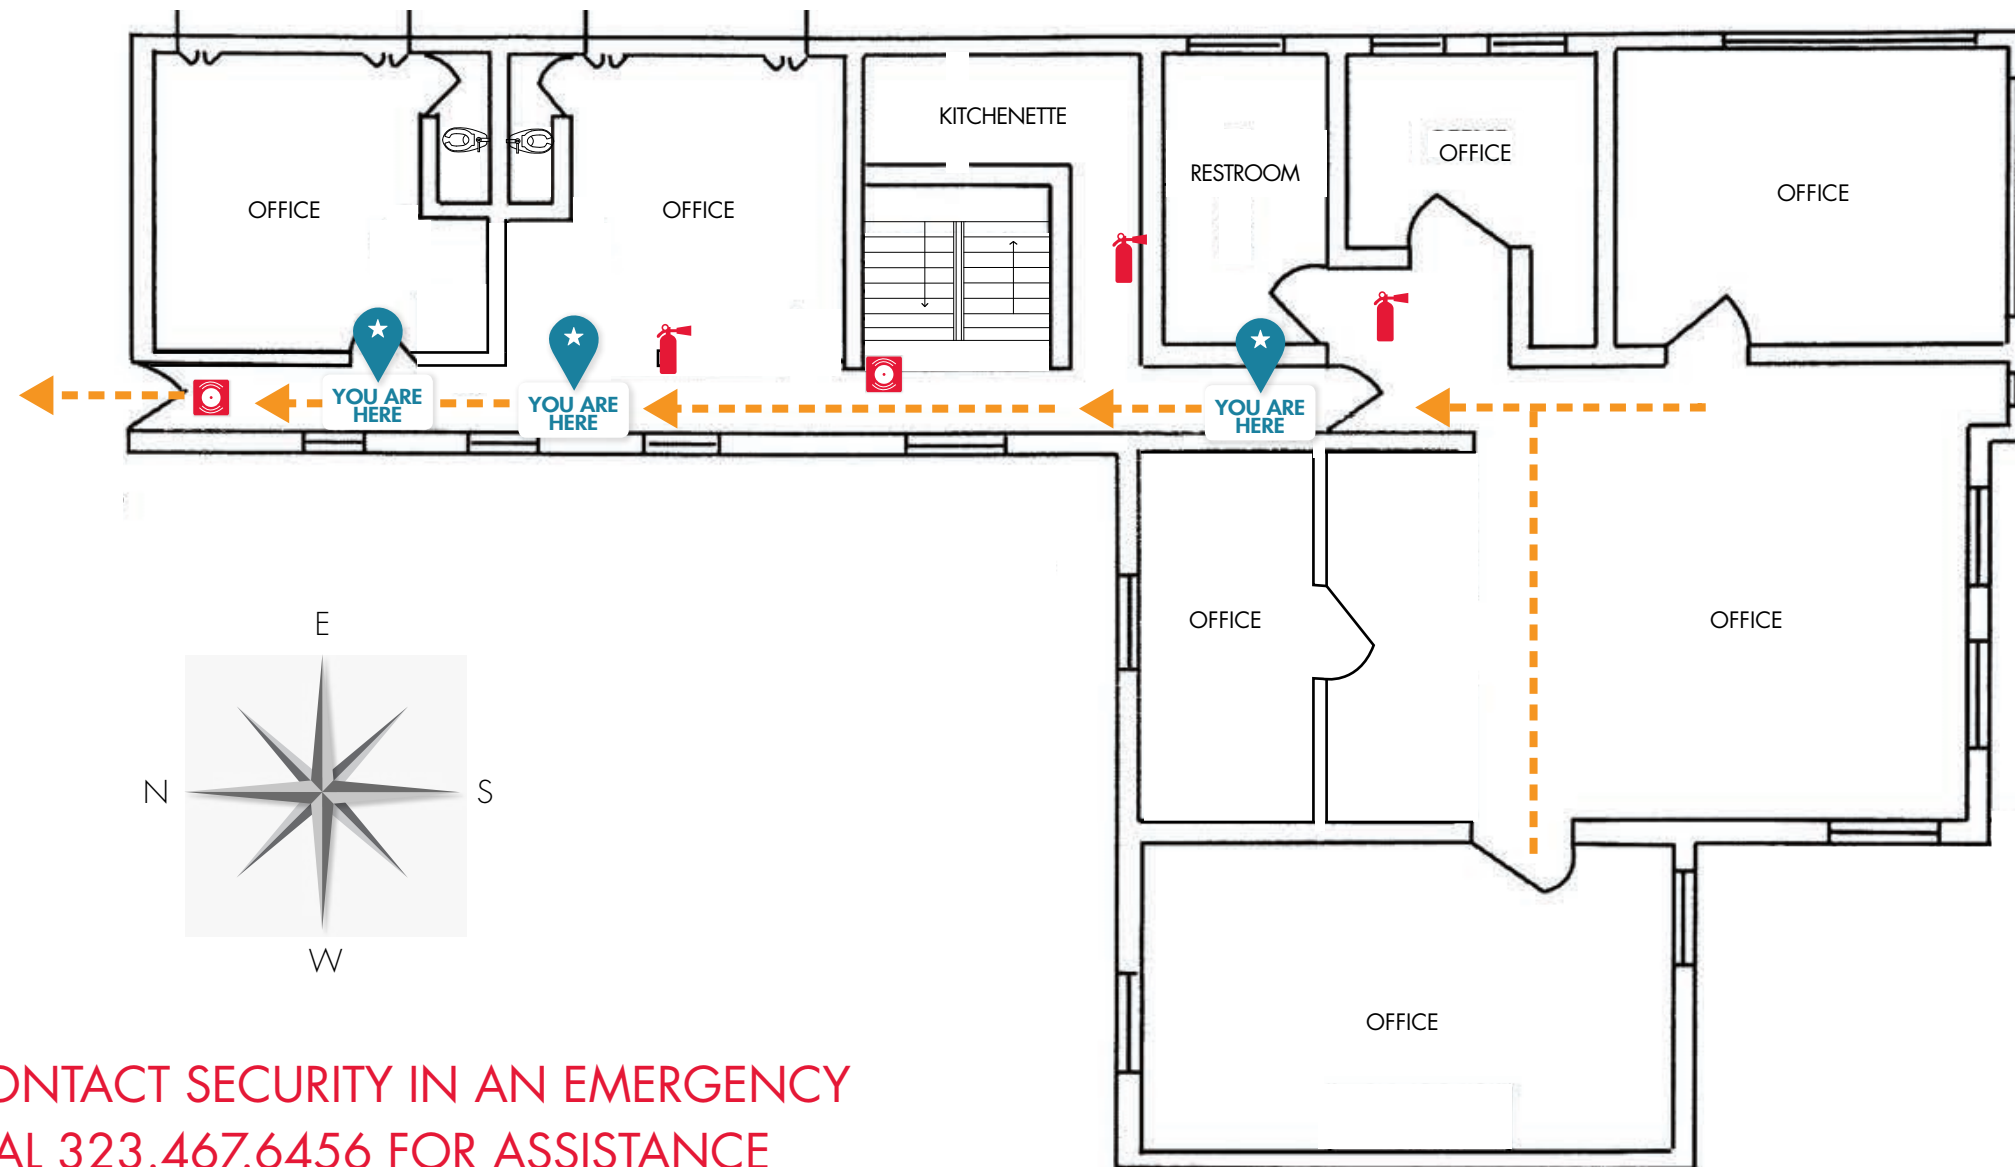 KITCHENETTE
OFFICE
RESTROOM
OFFICE
OFFICE
OFFICE
OFFICE
YOU ARE
HERE
YOU ARE
HERE
YOU ARE
HERE
E
N
S
W
OFFICE
OFFICE
OFFICE
ONTACT SECURITY IN AN EMERGENCY
AL 323.467.6456 FOR ASSISTANCE